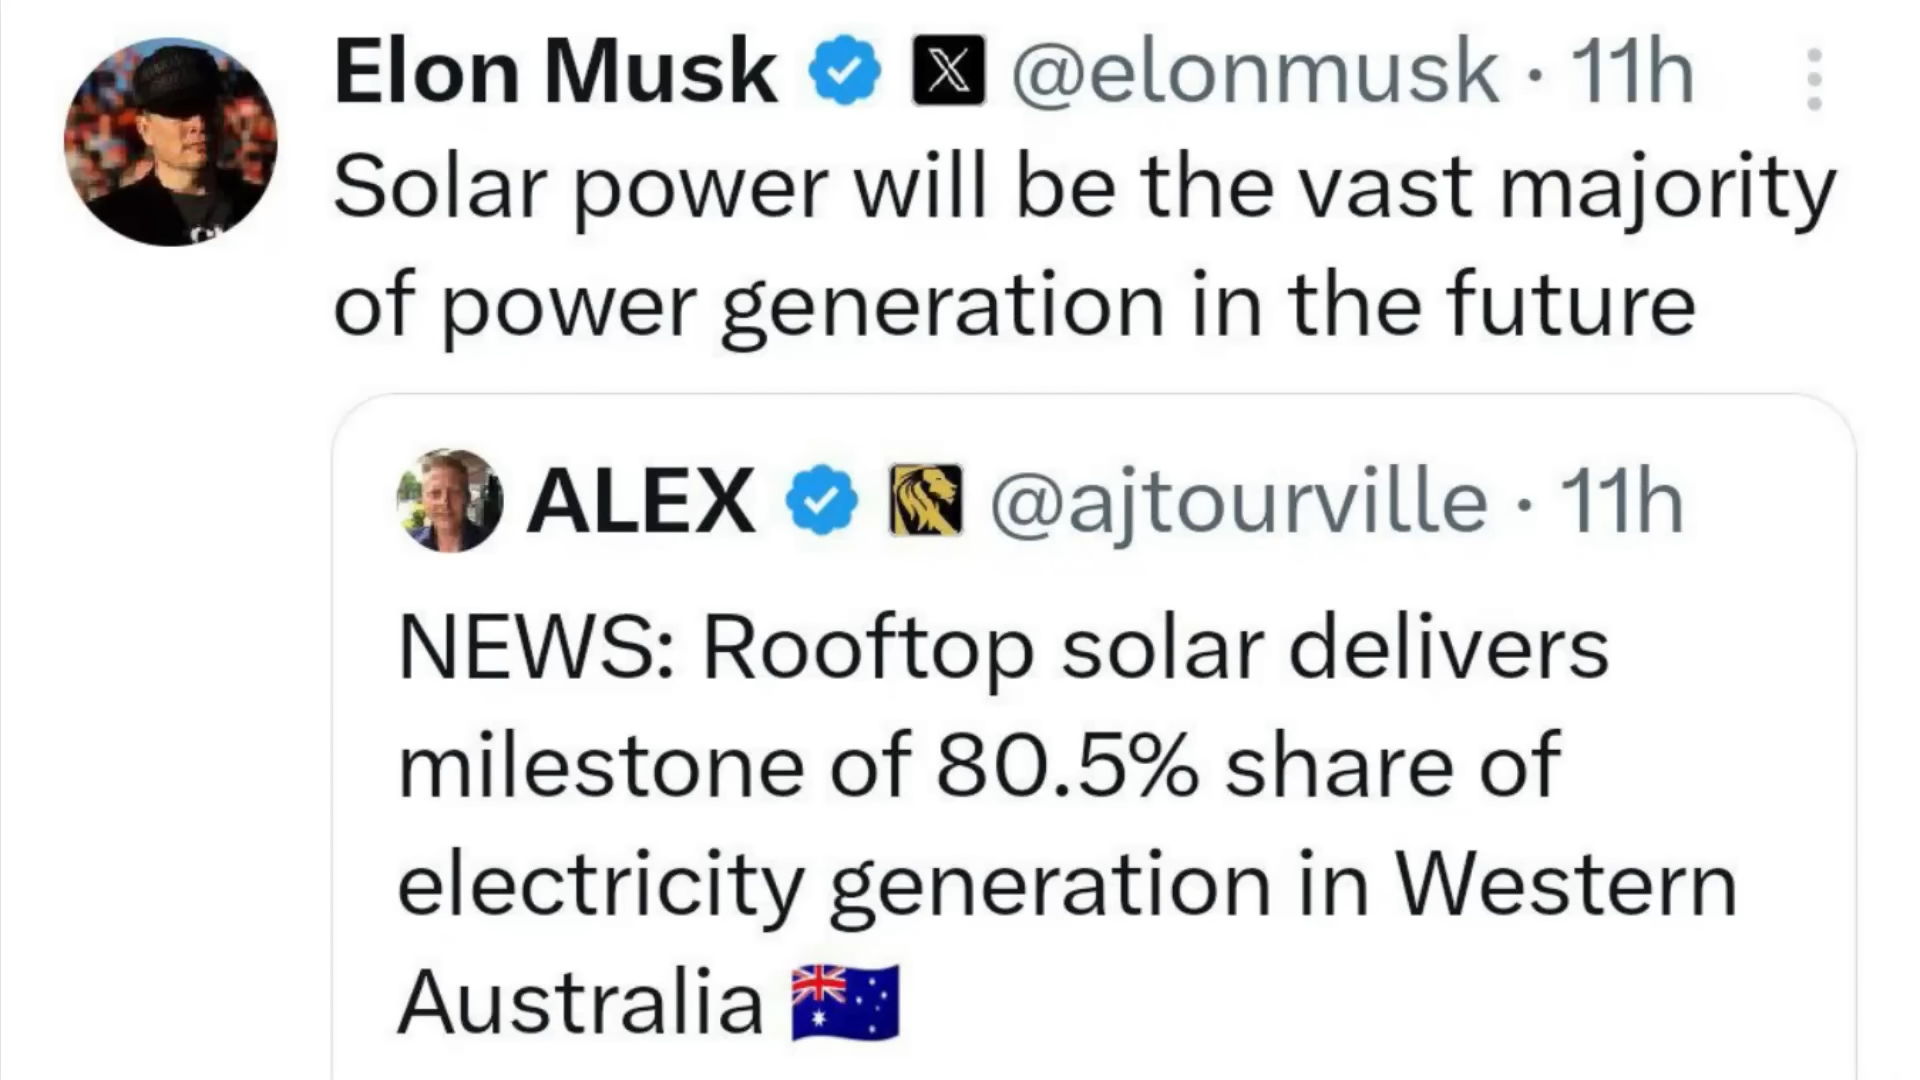 Elon Musk @elonmusk · 11h
Solar power will be the vast majority
of power generation in the future
ALEX @ajtourville · 11h
NEWS: Rooftop solar delivers
milestone of 80.5% share of
electricity generation in Western
Australia 🇦🇺